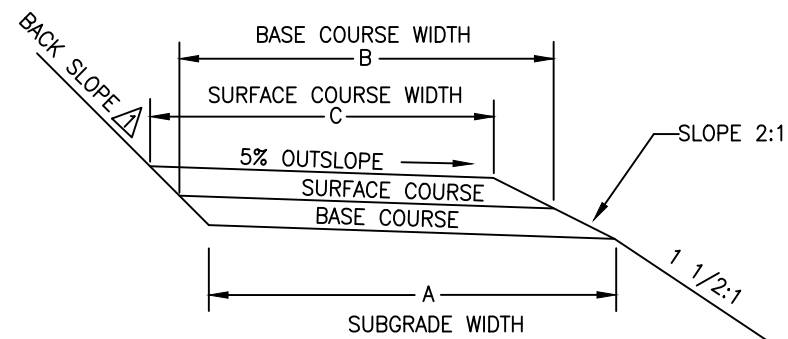 BACK SLOPE 1
BASE COURSE WIDTH
B
SURFACE COURSE WIDTH
C
SLOPE 2:1
5% OUTSLOPE
SURFACE COURSE
BASE COURSE
1 1/2:1
A
SUBGRADE WIDTH